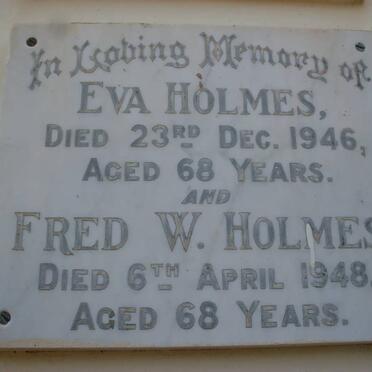 In Loving Memory of
EVA HOLMES,
DIED 23RD DEC. 1946,
AGED 68 YEARS.
AND
FRED W. HOLMES
DIED 6TH APRIL 1948.
AGED 68 YEARS.